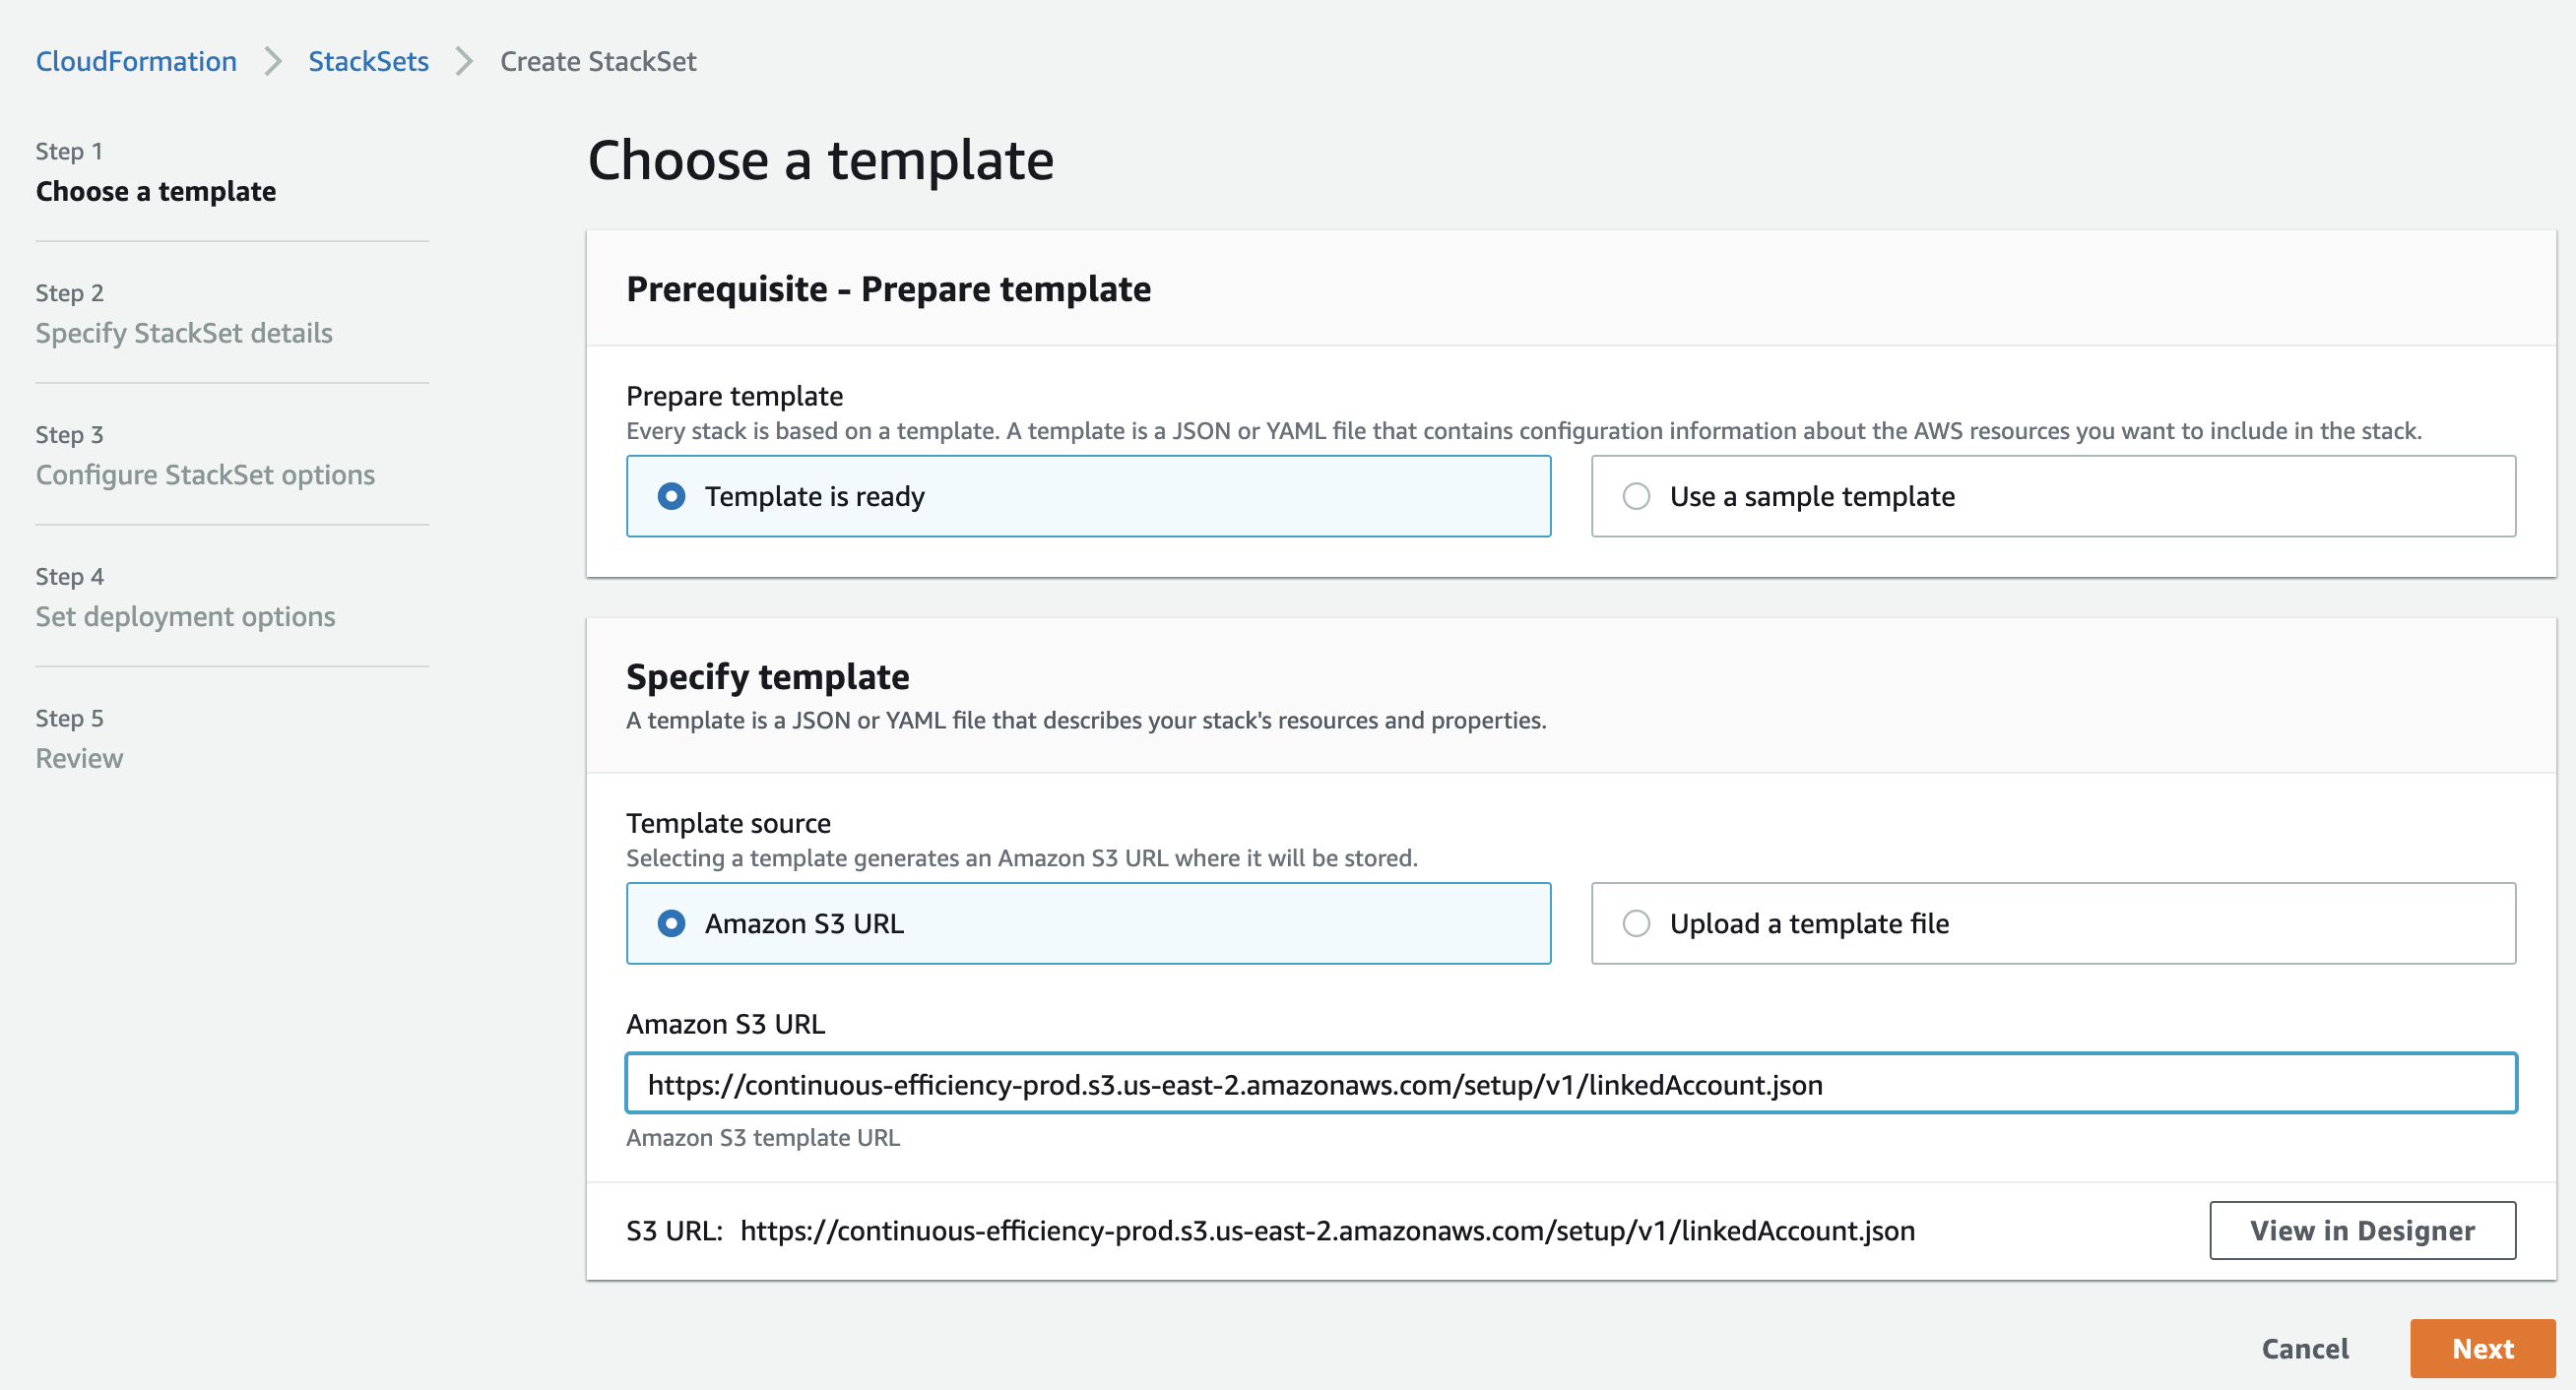 CloudFormation > StackSets > Create StackSet
Step 1
Choose a template
Step 2
Specify StackSet details
Step 3
Configure StackSet options
Step 4
Set deployment options
Step 5
Review
Choose a template
Prerequisite - Prepare template
Prepare template
Every stack is based on a template. A template is a JSON or YAML file that contains configuration information about the AWS resources you want to include in the stack.
Template is ready
Use a sample template
Specify template
A template is a JSON or YAML file that describes your stack's resources and properties.
Template source
Selecting a template generates an Amazon S3 URL where it will be stored.
Amazon S3 URL
Upload a template file
Amazon S3 URL
https://continuous-efficiency-prod.s3.us-east-2.amazonaws.com/setup/v1/linkedAccount.json
Amazon S3 template URL
S3 URL: https://continuous-efficiency-prod.s3.us-east-2.amazonaws.com/setup/v1/linkedAccount.json
View in Designer
Cancel
Next